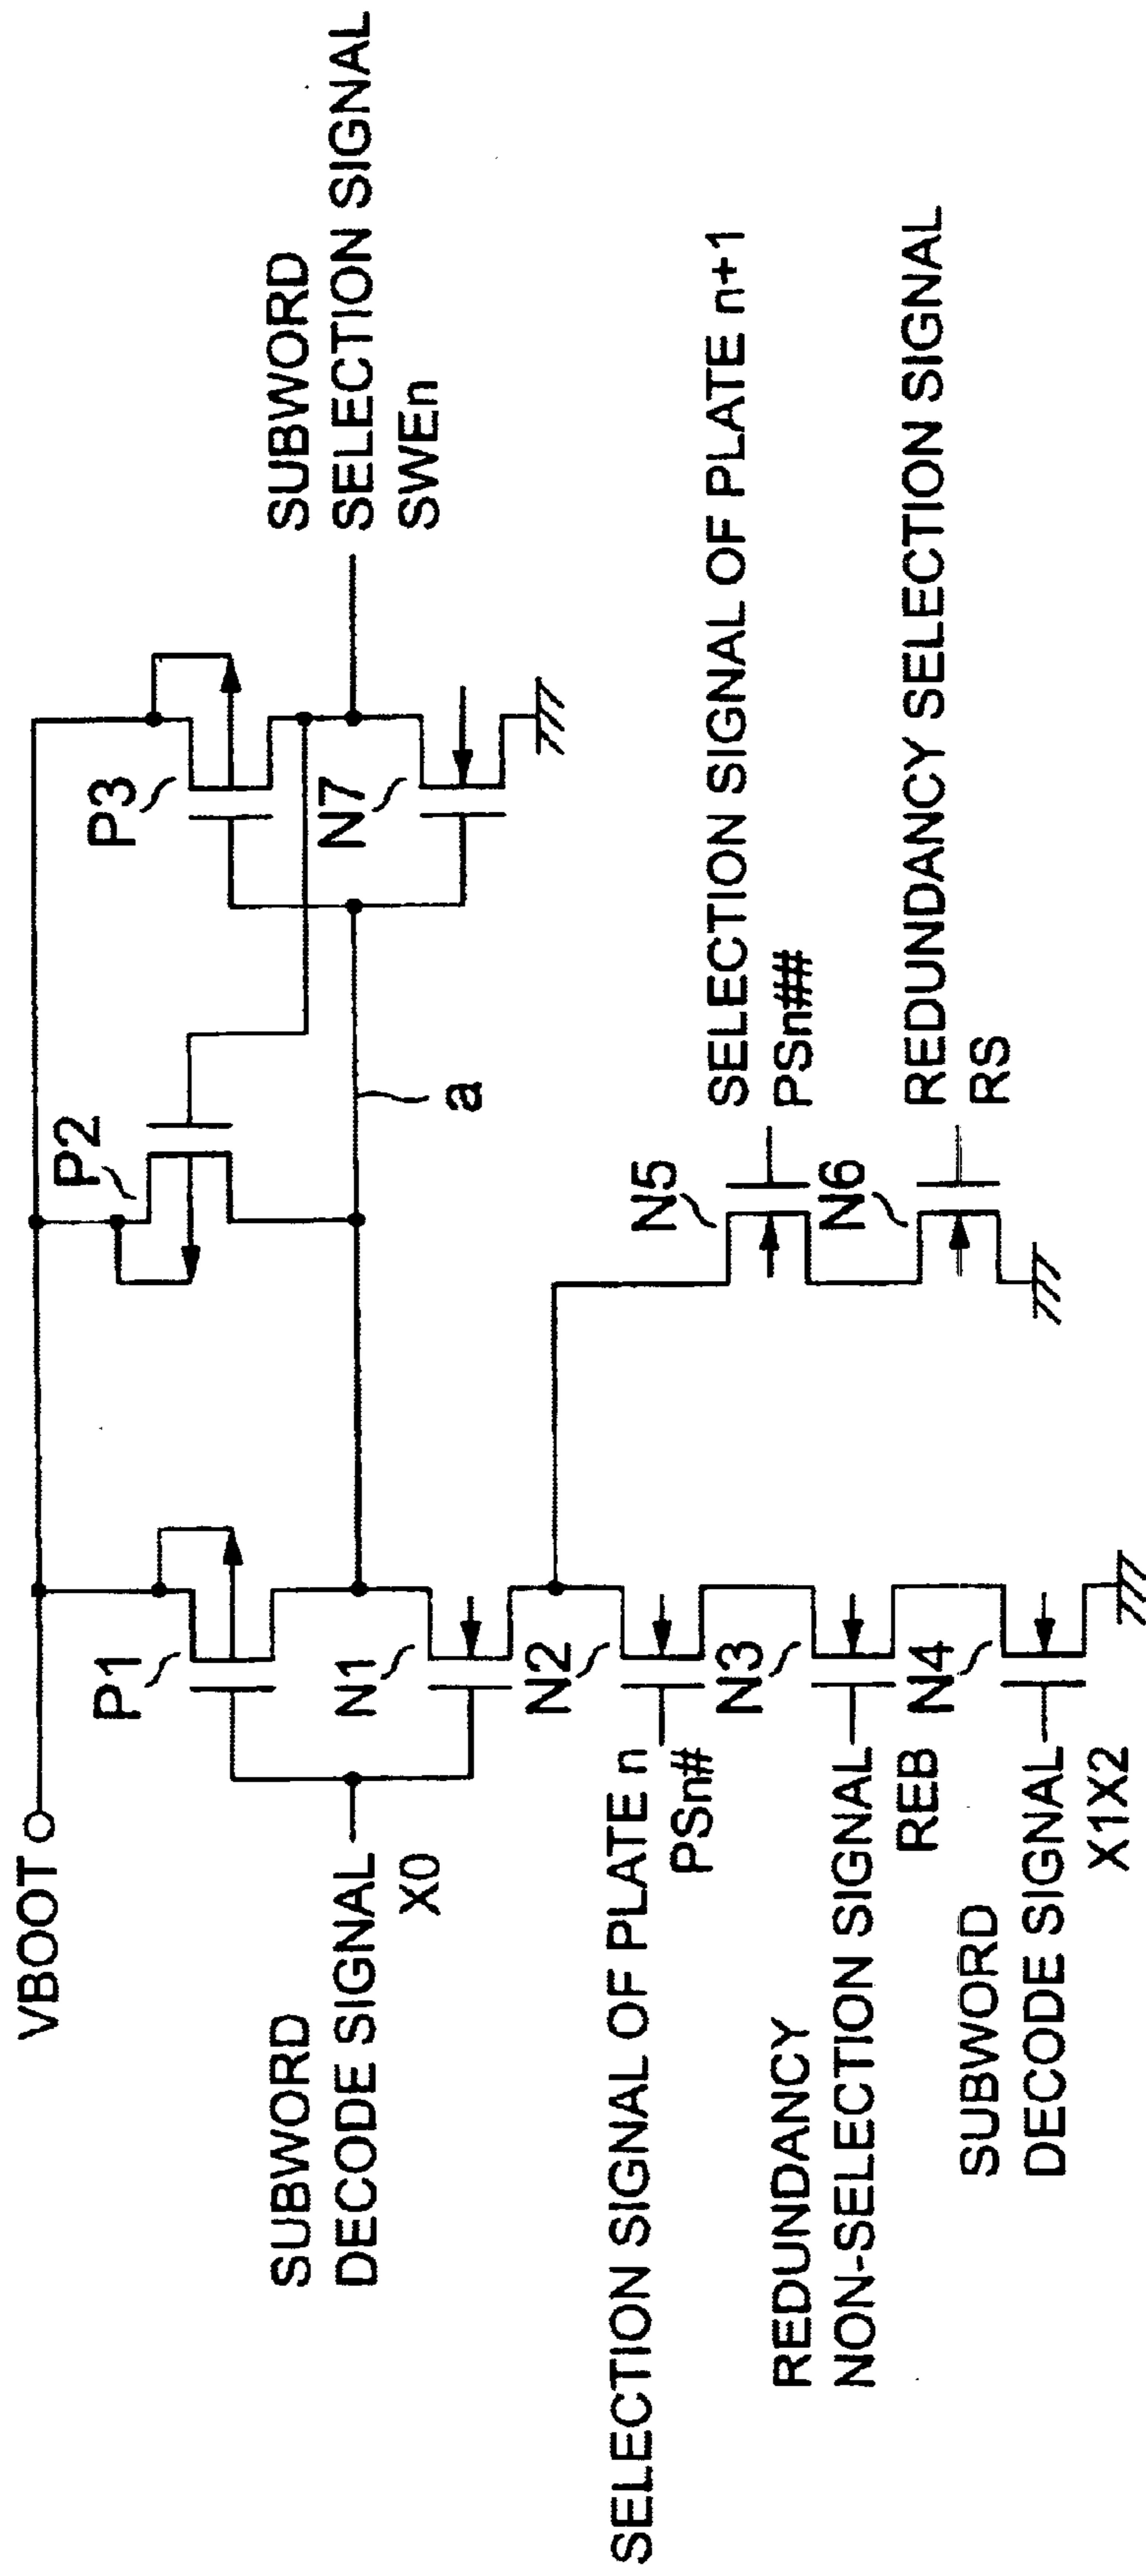 VBOOT
SUBWORD
DECODE SIGNAL
X0
SELECTION SIGNAL OF PLATE n
PSn#
REDUNDANCY
NON-SELECTION SIGNAL
REB
SUBWORD
DECODE SIGNAL
X1X2
P1
N1
N2
N3
N4
P2
a
N5
N6
P3
N7
SUBWORD
SELECTION SIGNAL
SWEn
SELECTION SIGNAL OF PLATE n+1
PSn##
REDUNDANCY SELECTION SIGNAL
RS